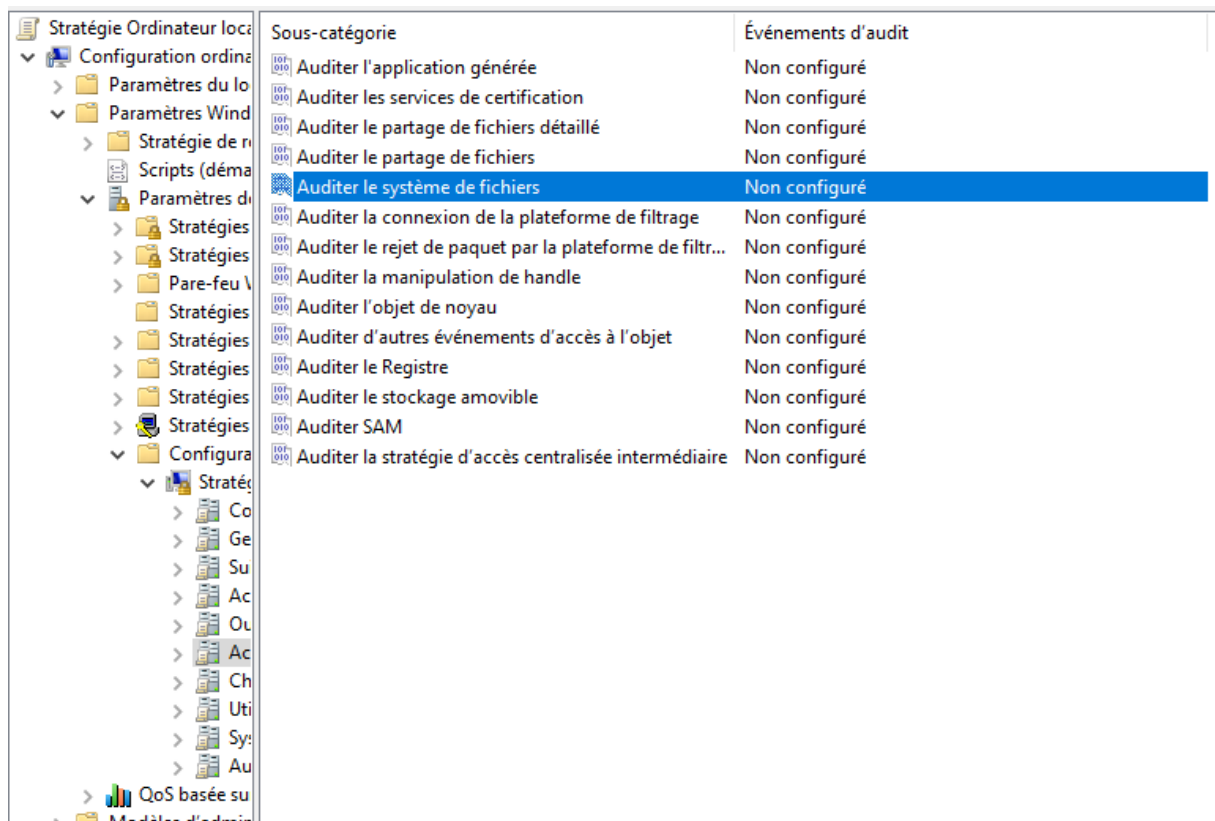 Stratégie Ordinateur loca
Configuration ordina
Paramètres du lo
Paramètres Wind
Stratégie de r
Scripts (déma
Paramètres d
Stratégies
Stratégies
Pare-feu
Stratégies
Stratégies
Stratégies
Stratégies
Stratégies
Configura
Straté
Co
Ge
Su
Ac
Ou
Ac
Ch
Uti
Sys
Au
QoS basée su
Modèles d'admin
Sous-catégorie Événements d'audit
Auditer l'application générée Non configuré
Auditer les services de certification Non configuré
Auditer le partage de fichiers détaillé Non configuré
Auditer le partage de fichiers Non configuré
Auditer le système de fichiers Non configuré
Auditer la connexion de la plateforme de filtrage Non configuré
Auditer le rejet de paquet par la plateforme de filtr... Non configuré
Auditer la manipulation de handle Non configuré
Auditer l'objet de noyau Non configuré
Auditer d'autres événements d'accès à l'objet Non configuré
Auditer le Registre Non configuré
Auditer le stockage amovible Non configuré
Auditer SAM Non configuré
Auditer la stratégie d'accès centralisée intermédiaire Non configuré